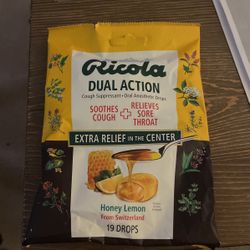 Ricola
DUAL ACTION
Cough Suppressant • Oral Anesthetic Drops
SOOTHES COUGH + RELIEVES SORE THROAT
EXTRA RELIEF IN THE CENTER
Honey Lemon
From Switzerland
19 DROPS